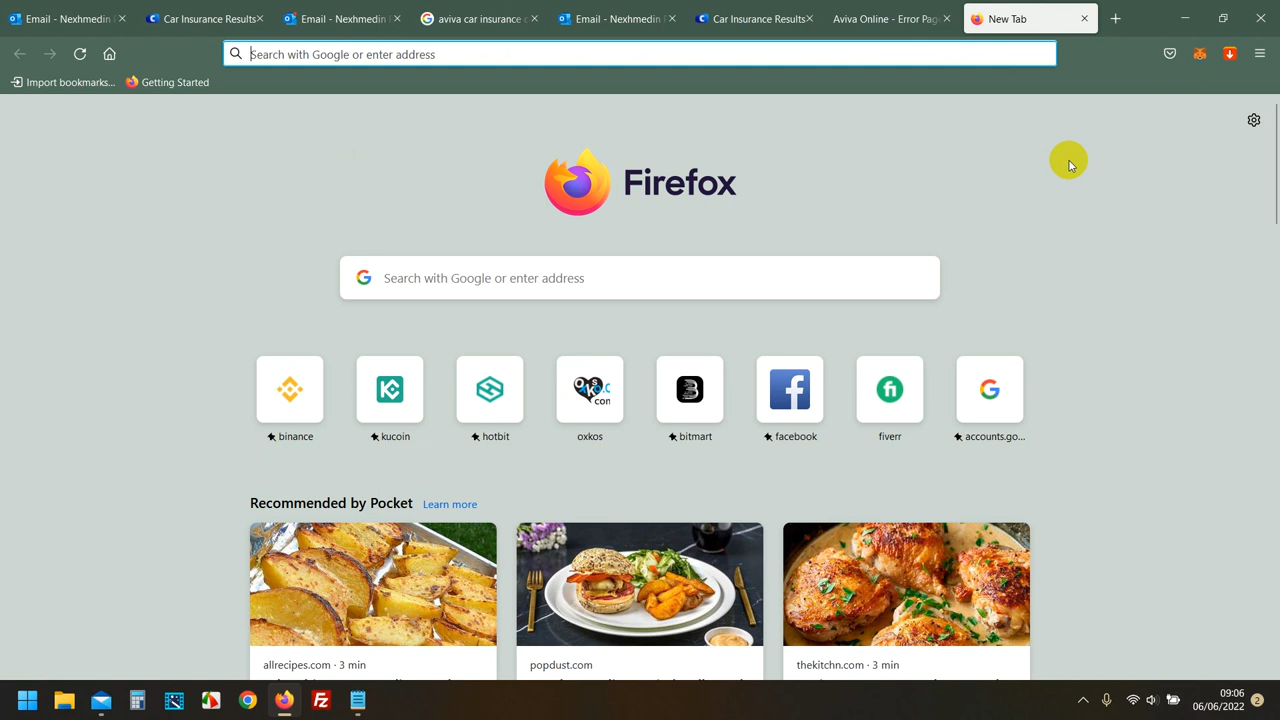 Email - Nexhmedin
Car Insurance Results
Email - Nexhmedin
aviva car insurance
Email - Nexhmedin
Car Insurance Results
Aviva Online - Error Pag
New Tab
Search with Google or enter address
Import bookmarks...
Getting Started
Firefox
Search with Google or enter address
binance
kucoin
hotbit
oxkos
bitmart
facebook
fiverr
accounts.go...
Recommended by Pocket
Learn more
allrecipes.com · 3 min
popdust.com
thekitchn.com · 3 min
09:06
06/06/2022
2